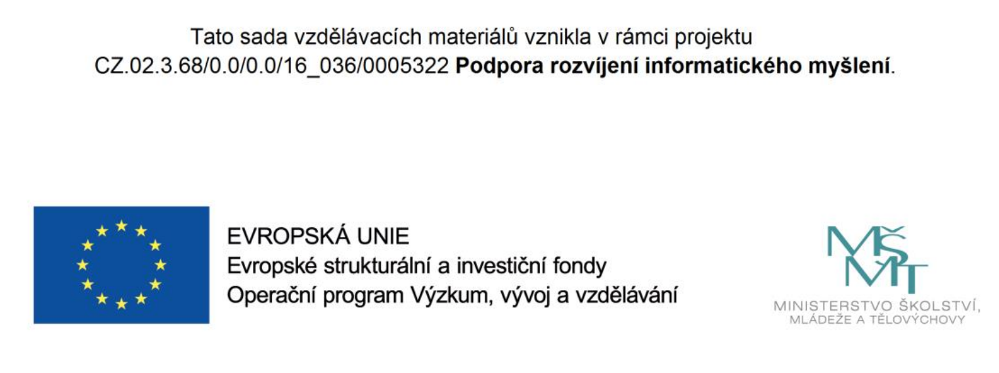 Tato sada vzdělávacích materiálů vznikla v rámci projektu
CZ.02.3.68/0.0/0.0/16_036/0005322 Podpora rozvíjení informatického myšlení.
EVROPSKÁ UNIE
Evropské strukturální a investiční fondy
Operační program Výzkum, vývoj a vzdělávání
MŠ
MT
MINISTERSTVO ŠKOLSTVÍ,
MLÁDEŽE A TĚLOVÝCHOVY